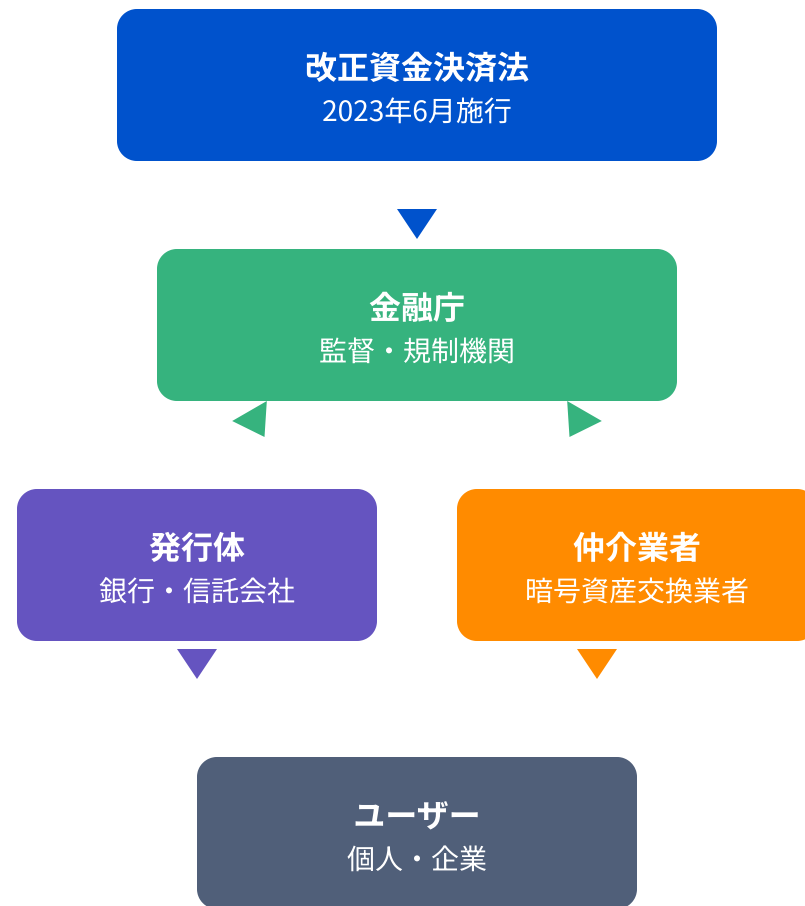 改正資金決済法
2023年6月施行
金融庁
監督・規制機関
発行体
銀行・信託会社
仲介業者
暗号資産交換業者
ユーザー
個人・企業